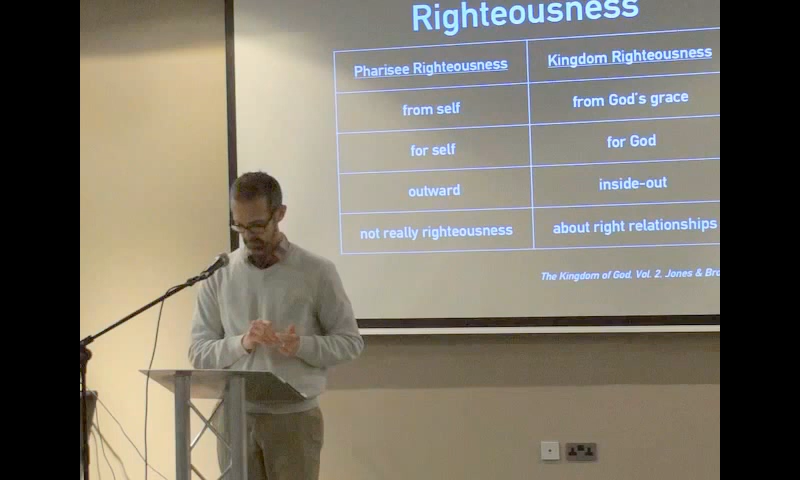 Righteousness
Pharisee Righteousness Kingdom Righteousness
from self from God's grace
for self for God
outward inside-out
not really righteousness about right relationships
The Kingdom of God, Vol. 2, Jones &